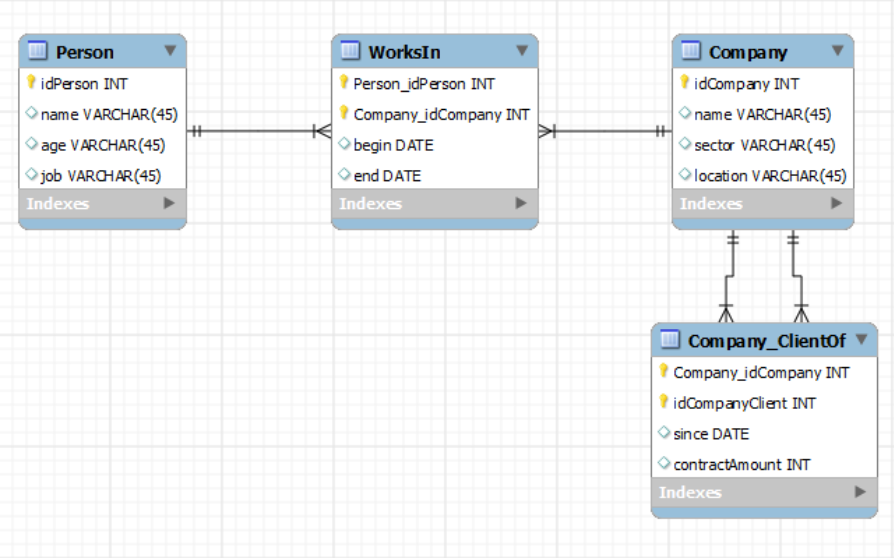 Person
idPerson INT
name VARCHAR(45)
age VARCHAR(45)
job VARCHAR(45)
Indexes
WorksIn
Person_idPerson INT
Company_idCompany INT
begin DATE
end DATE
Indexes
Company
idCompany INT
name VARCHAR(45)
sector VARCHAR(45)
location VARCHAR(45)
Indexes
Company_ClientOf
Company_idCompany INT
idCompanyClient INT
since DATE
contractAmount INT
Indexes